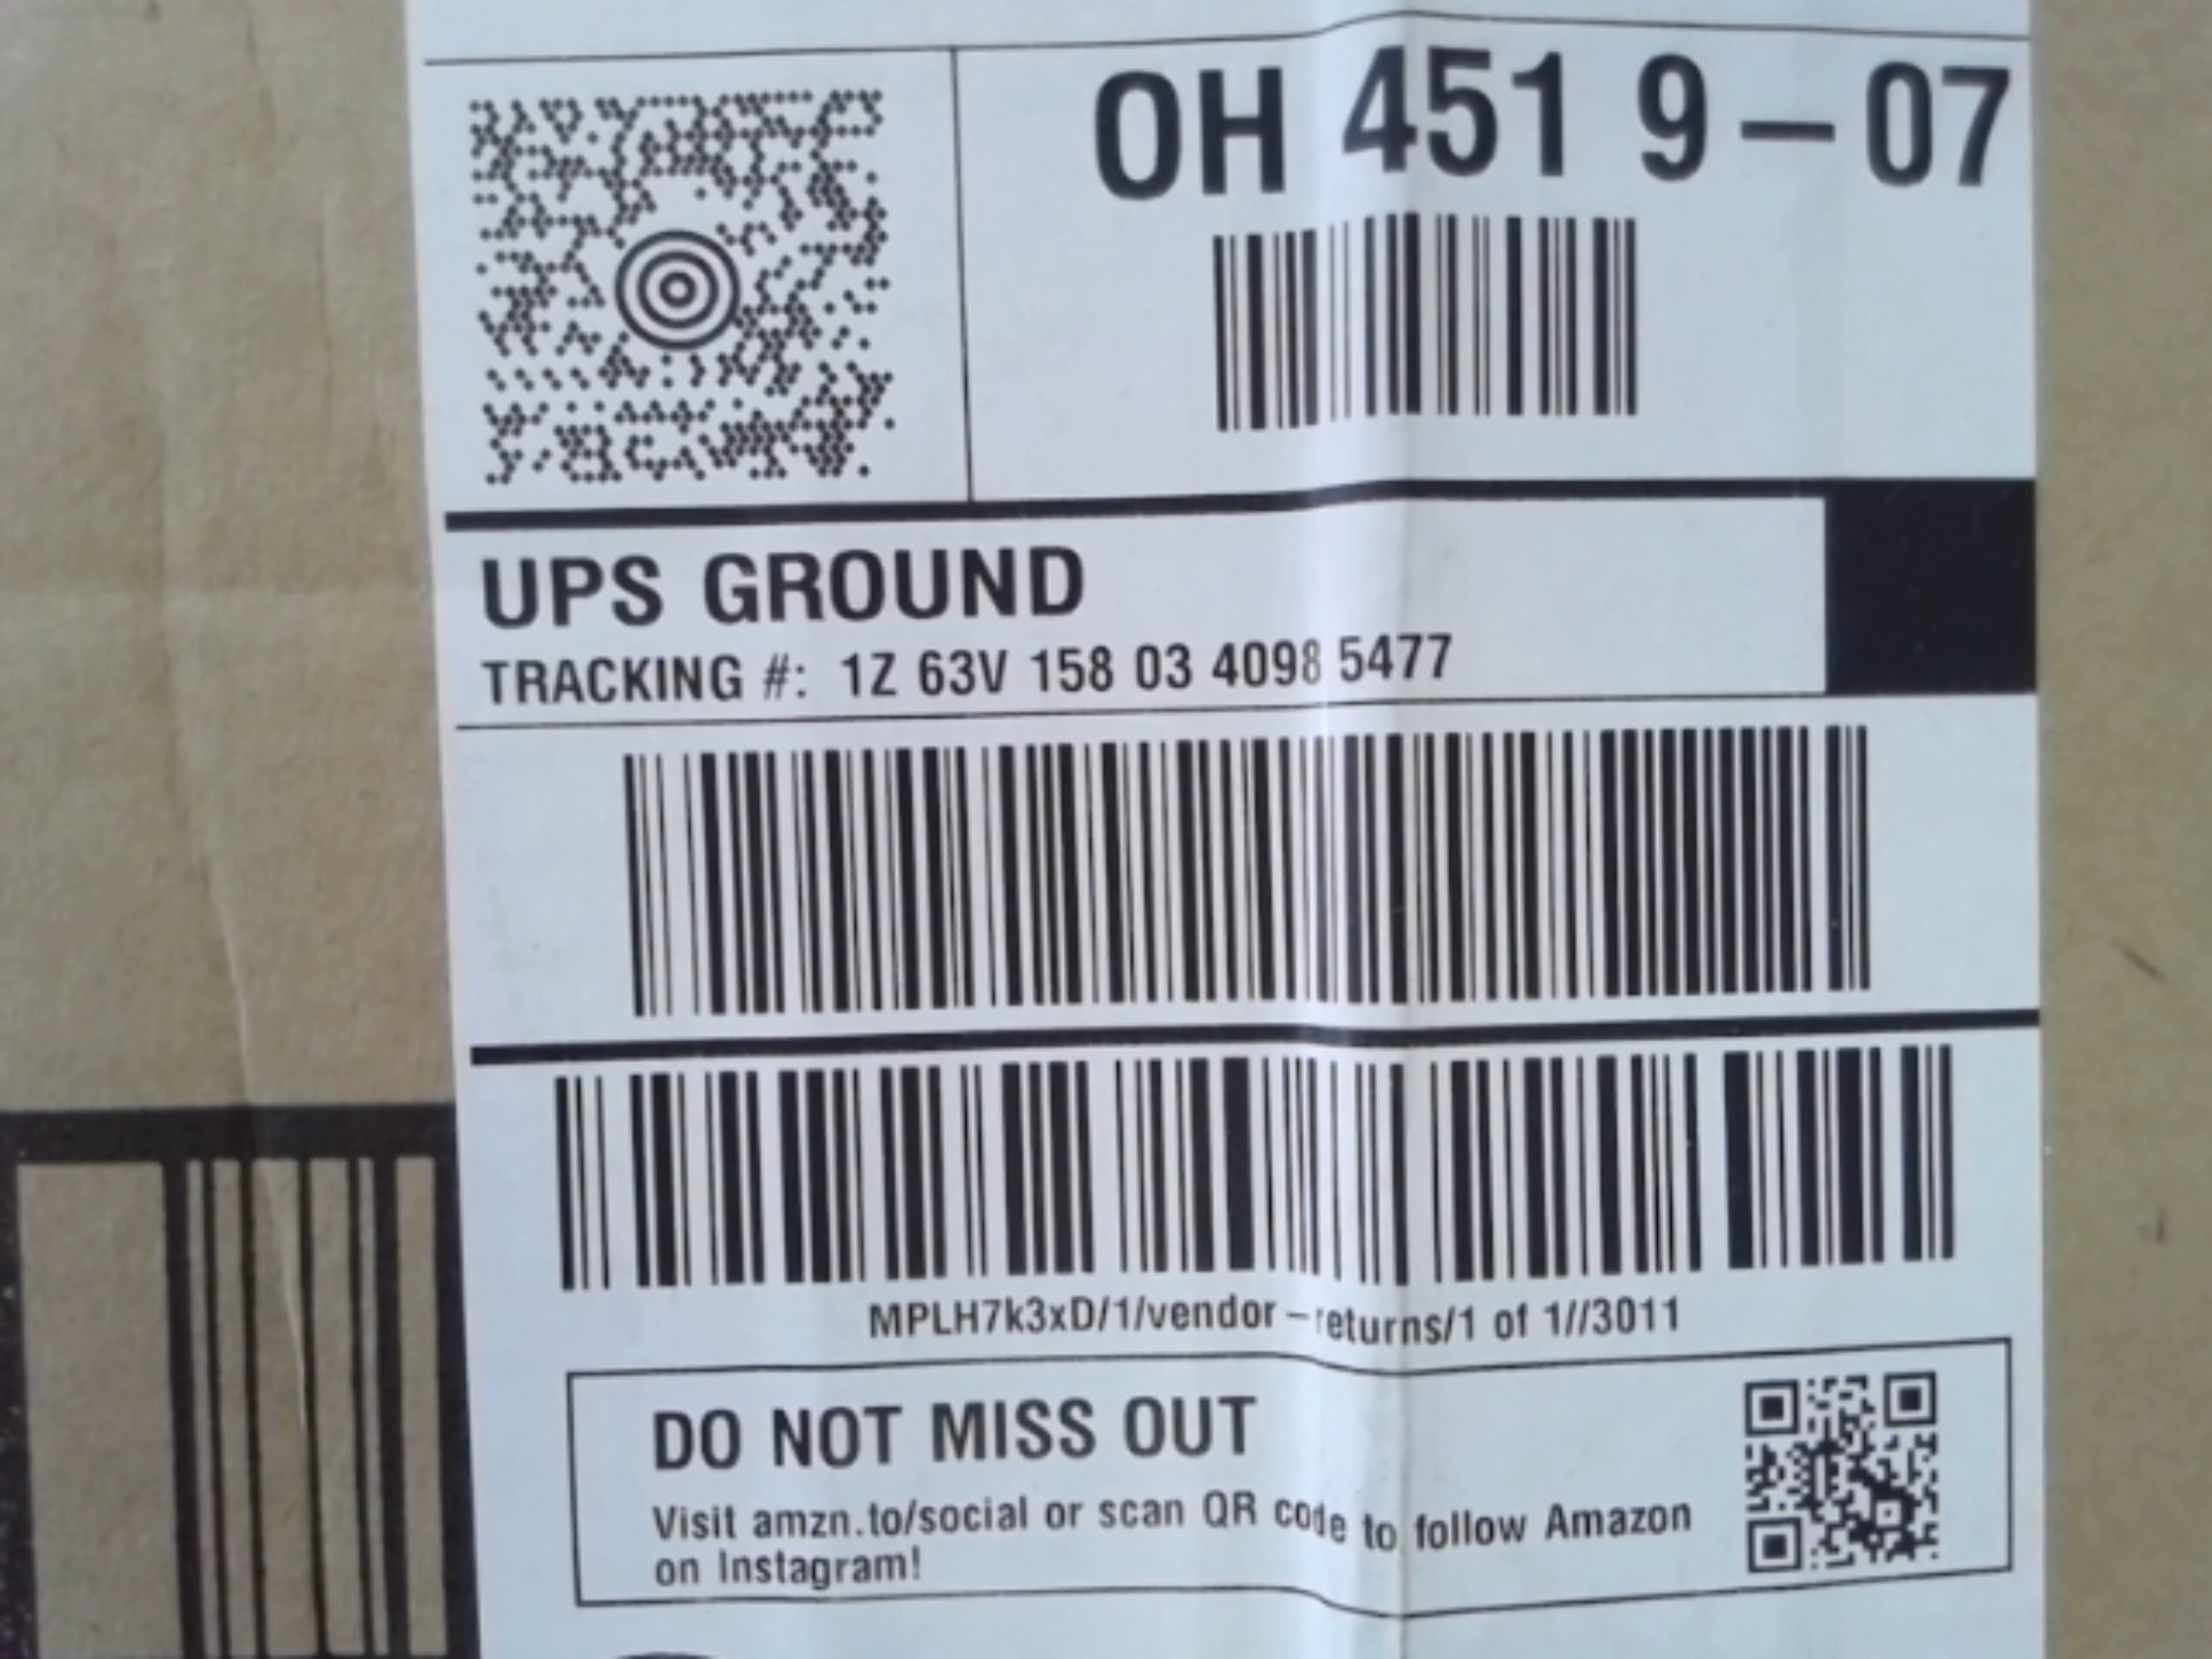 OH 451 9-07
UPS GROUND
TRACKING #: 1Z 63V 158 03 4098 5477
MPLH7k3xD/1/vendor-returns/1 of 1//3011
DO NOT MISS OUT
Visit amzn.to/social or scan QR code to follow Amazon
on Instagram!